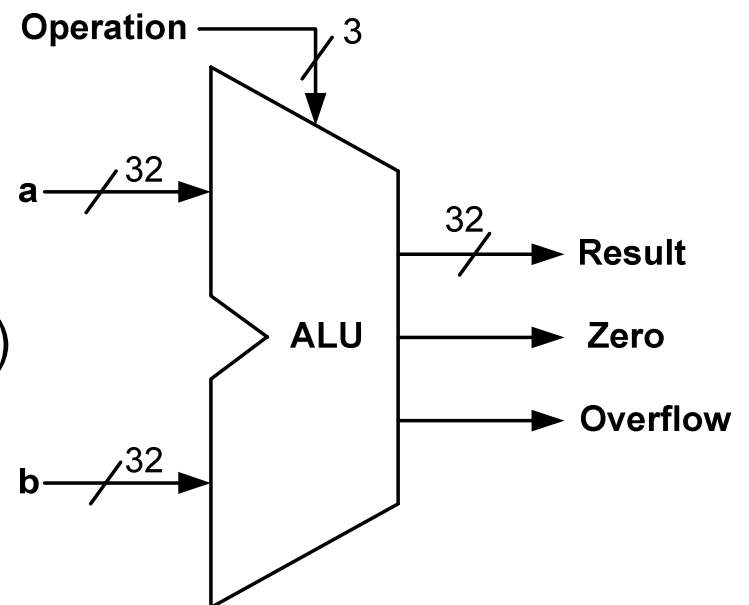 Operation
3
32
a
32
Result
)
ALU
Zero
Overflow
32
b